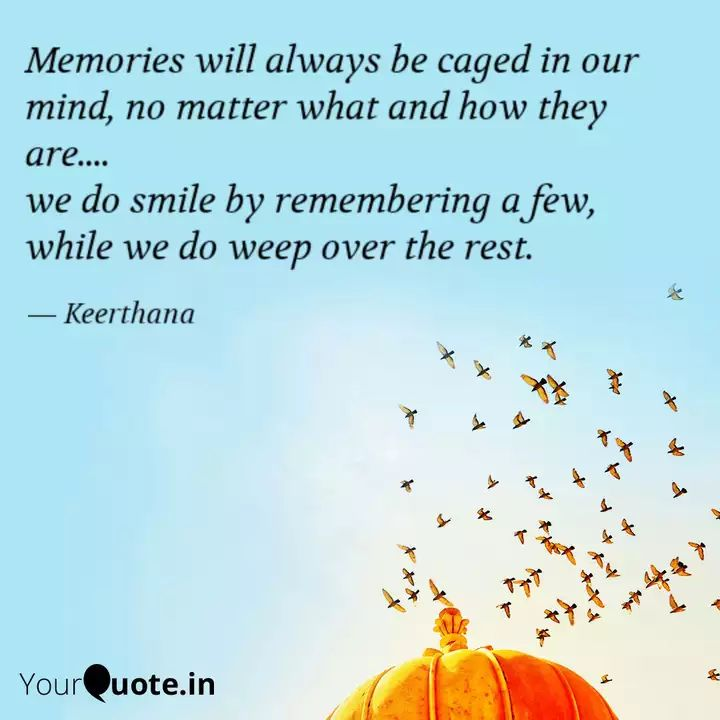 Memories will always be caged in our
mind, no matter what and how they
are....
we do smile by remembering a few,
while we do weep over the rest.
— Keerthana
YourQuote.in